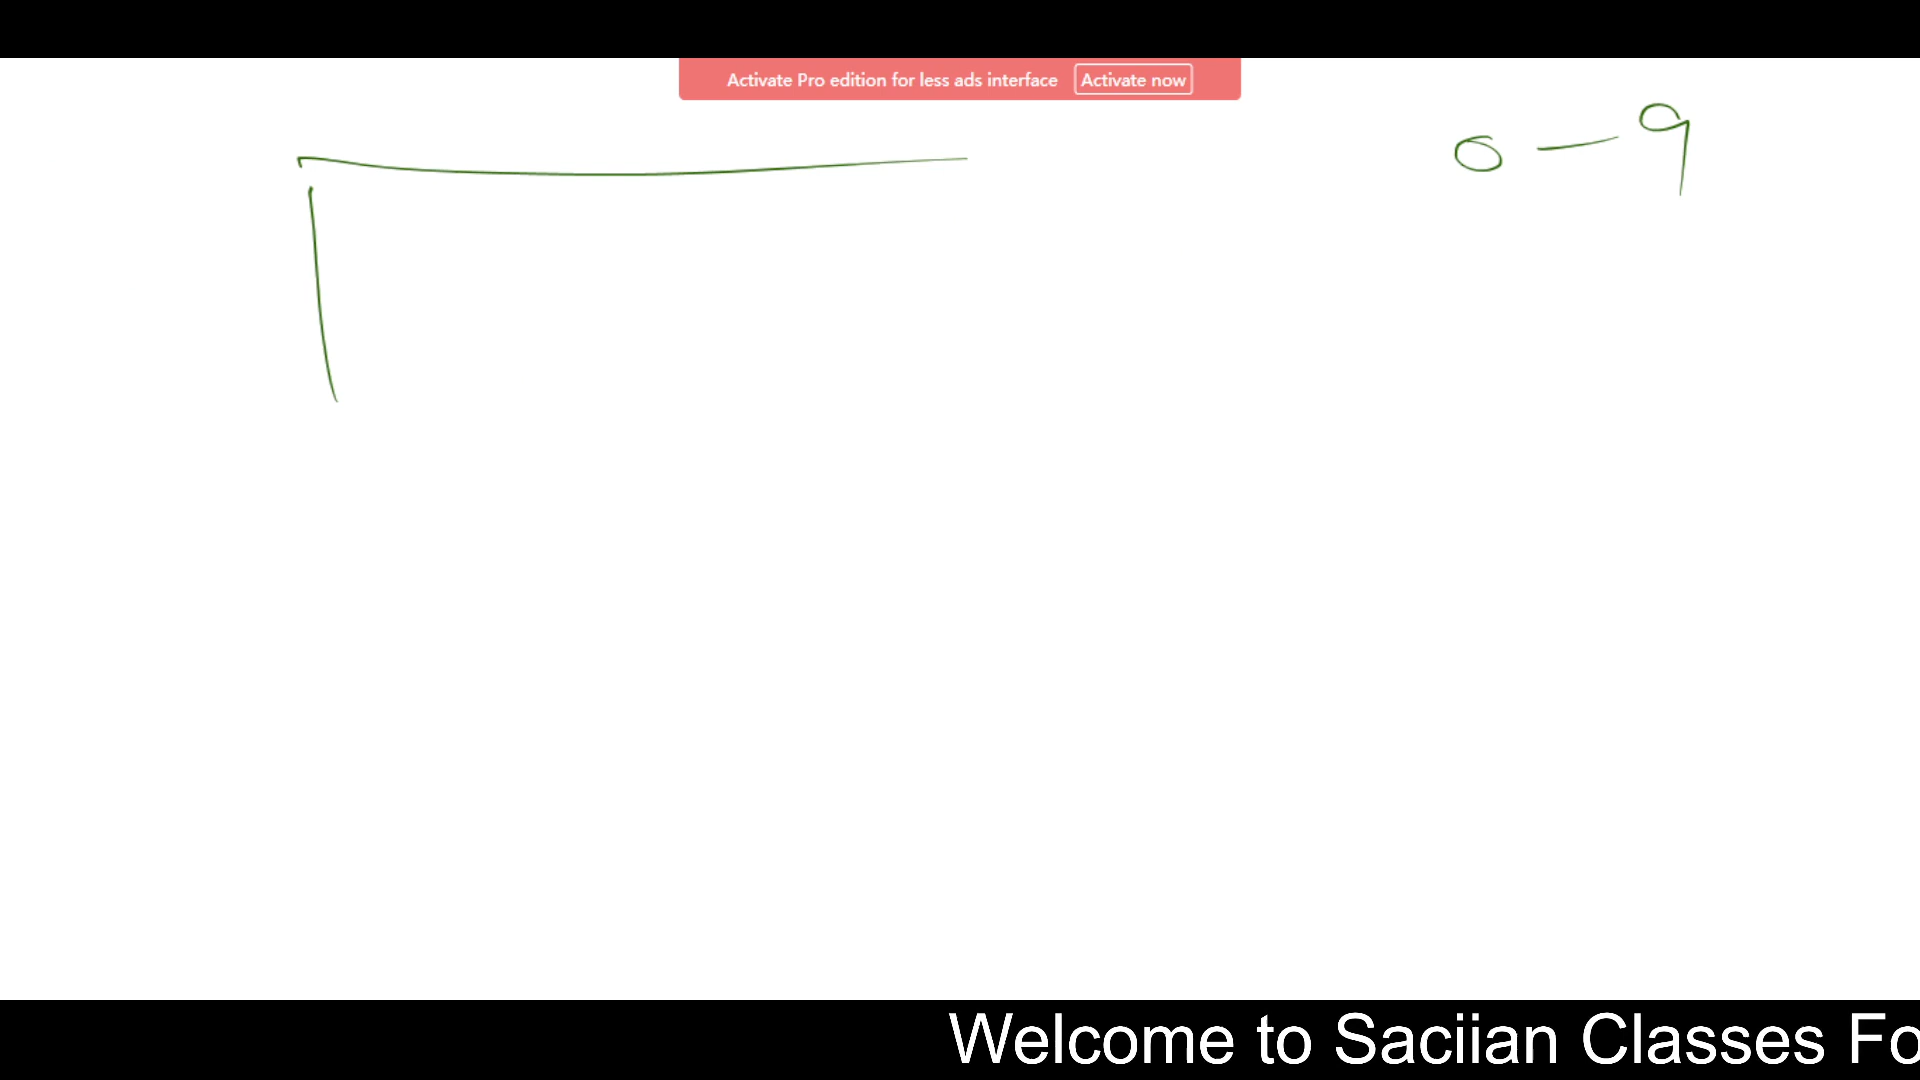 Activate Pro edition for less ads interface Activate now
0 — 9
Welcome to Saciian Classes Fo